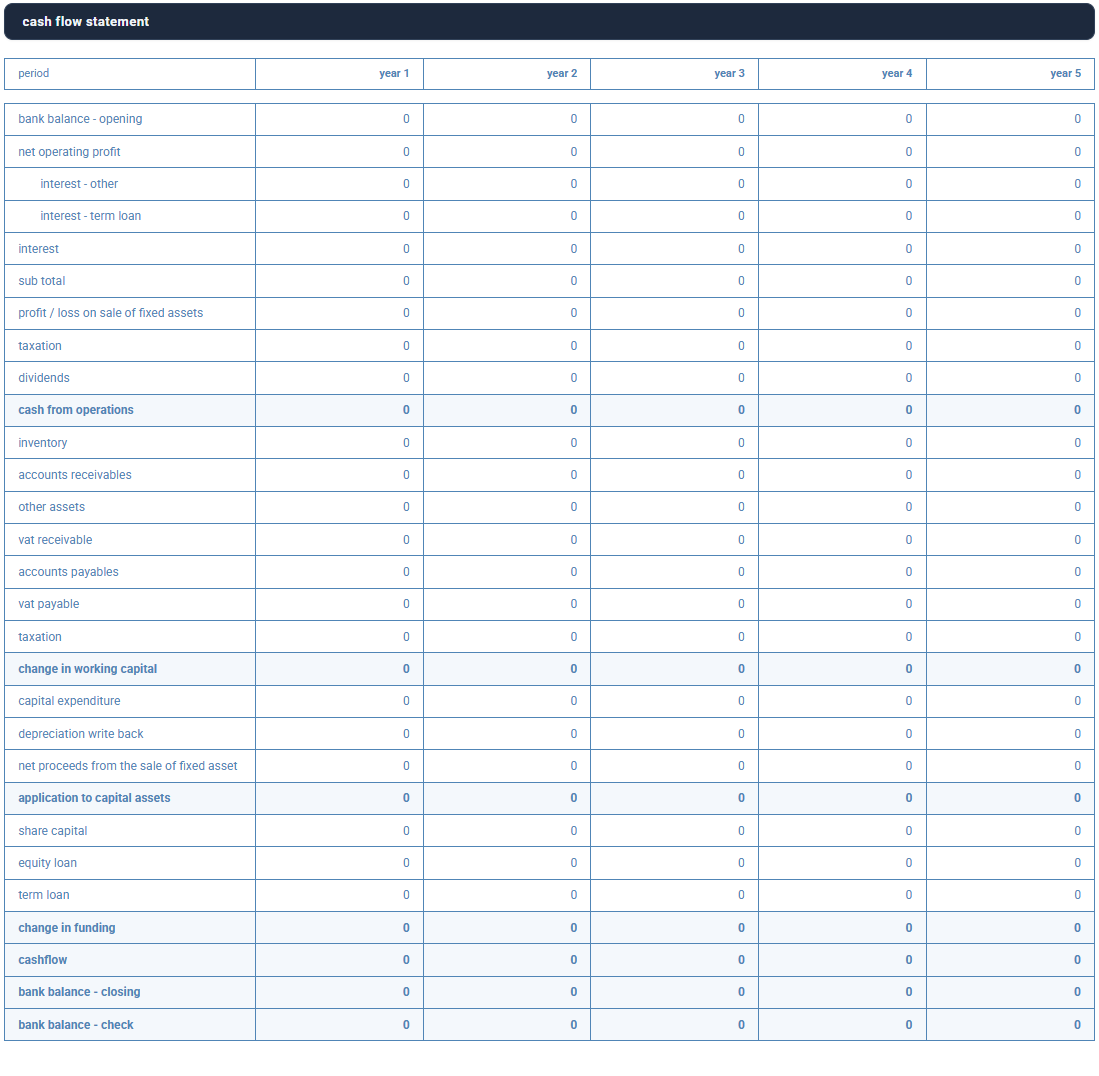 cash flow statement
period year 1 year 2 year 3 year 4 year 5
bank balance - opening 0 0 0 0 0
net operating profit 0 0 0 0 0
interest - other 0 0 0 0 0
interest - term loan 0 0 0 0 0
interest 0 0 0 0 0
sub total 0 0 0 0 0
profit / loss on sale of fixed assets 0 0 0 0 0
taxation 0 0 0 0 0
dividends 0 0 0 0 0
cash from operations 0 0 0 0 0
inventory 0 0 0 0 0
accounts receivables 0 0 0 0 0
other assets 0 0 0 0 0
vat receivable 0 0 0 0 0
accounts payables 0 0 0 0 0
vat payable 0 0 0 0 0
taxation 0 0 0 0 0
change in working capital 0 0 0 0 0
capital expenditure 0 0 0 0 0
depreciation write back 0 0 0 0 0
net proceeds from the sale of fixed asset 0 0 0 0 0
application to capital assets 0 0 0 0 0
share capital 0 0 0 0 0
equity loan 0 0 0 0 0
term loan 0 0 0 0 0
change in funding 0 0 0 0 0
cashflow 0 0 0 0 0
bank balance - closing 0 0 0 0 0
bank balance - check 0 0 0 0 0